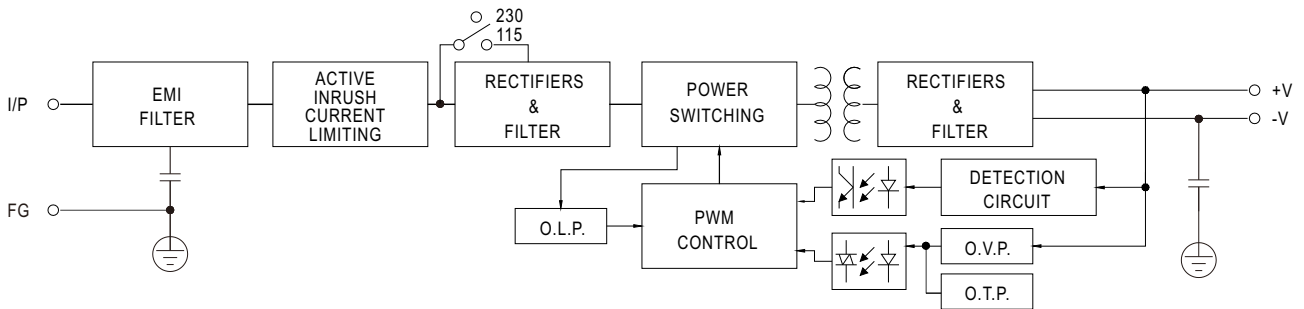 230
115
I/P
EMI
FILTER
ACTIVE
INRUSH
CURRENT
LIMITING
RECTIFIERS
&
FILTER
POWER
SWITCHING
RECTIFIERS
&
FILTER
+V
-V
FG
O.L.P.
PWM
CONTROL
DETECTION
CIRCUIT
O.V.P.
O.T.P.